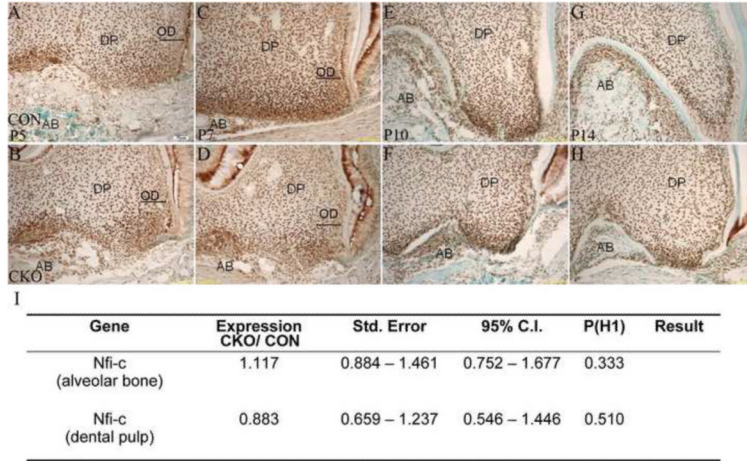 A
DP
OD
CON
AB
P5
C
DP
OD
AB
P7
E
DP
AB
P10
G
DP
AB
P14
B
DP
OD
AB
CKO
D
DP
OD
AB
F
DP
AB
H
DP
AB
I
Gene Expression CKO/ CON Std. Error 95% C.I. P(H1) Result
Nfi-c (alveolar bone) 1.117 0.884 – 1.461 0.752 – 1.677 0.333
Nfi-c (dental pulp) 0.883 0.659 – 1.237 0.546 – 1.446 0.510